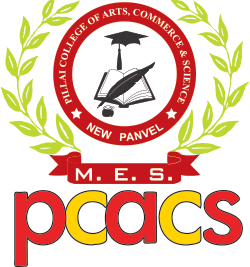 PILLAI COLLEGE OF ARTS, COMMERCE & SCIENCE
★ NEW PANVEL ★
M. E. S.
pcacs